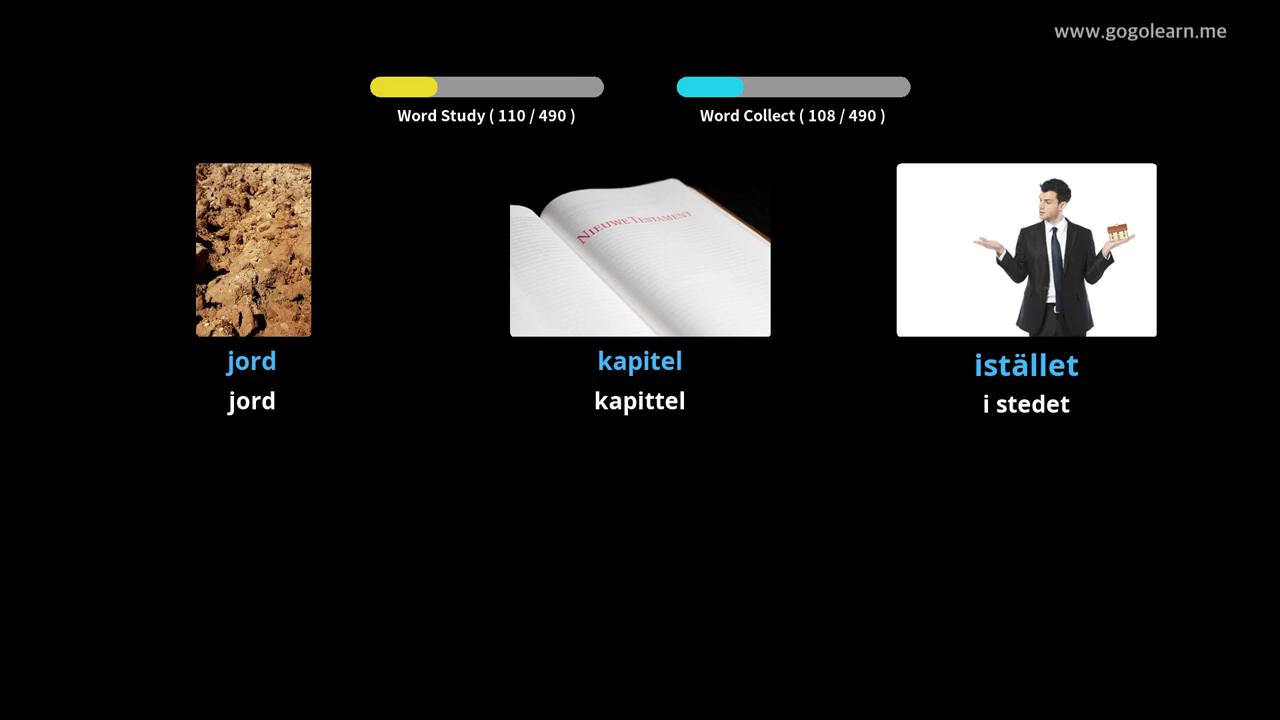 www.gogolearn.me
Word Study ( 110 / 490 )
Word Collect ( 108 / 490 )
NIEUWE TESTAMENT
jord
kapitel
istället
jord
kapittel
i stedet